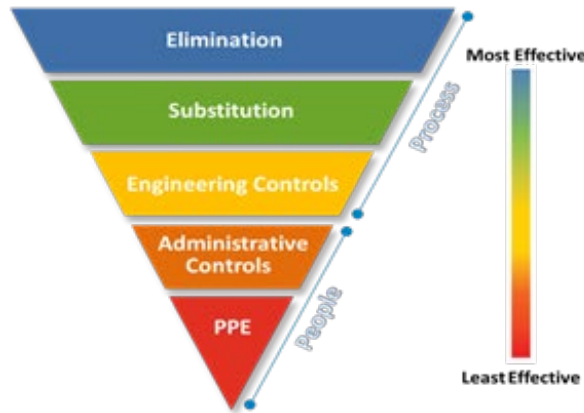 Elimination
Most Effective
Substitution
Process
Engineering Controls
Administrative
Controls
PPE
People
Least Effective